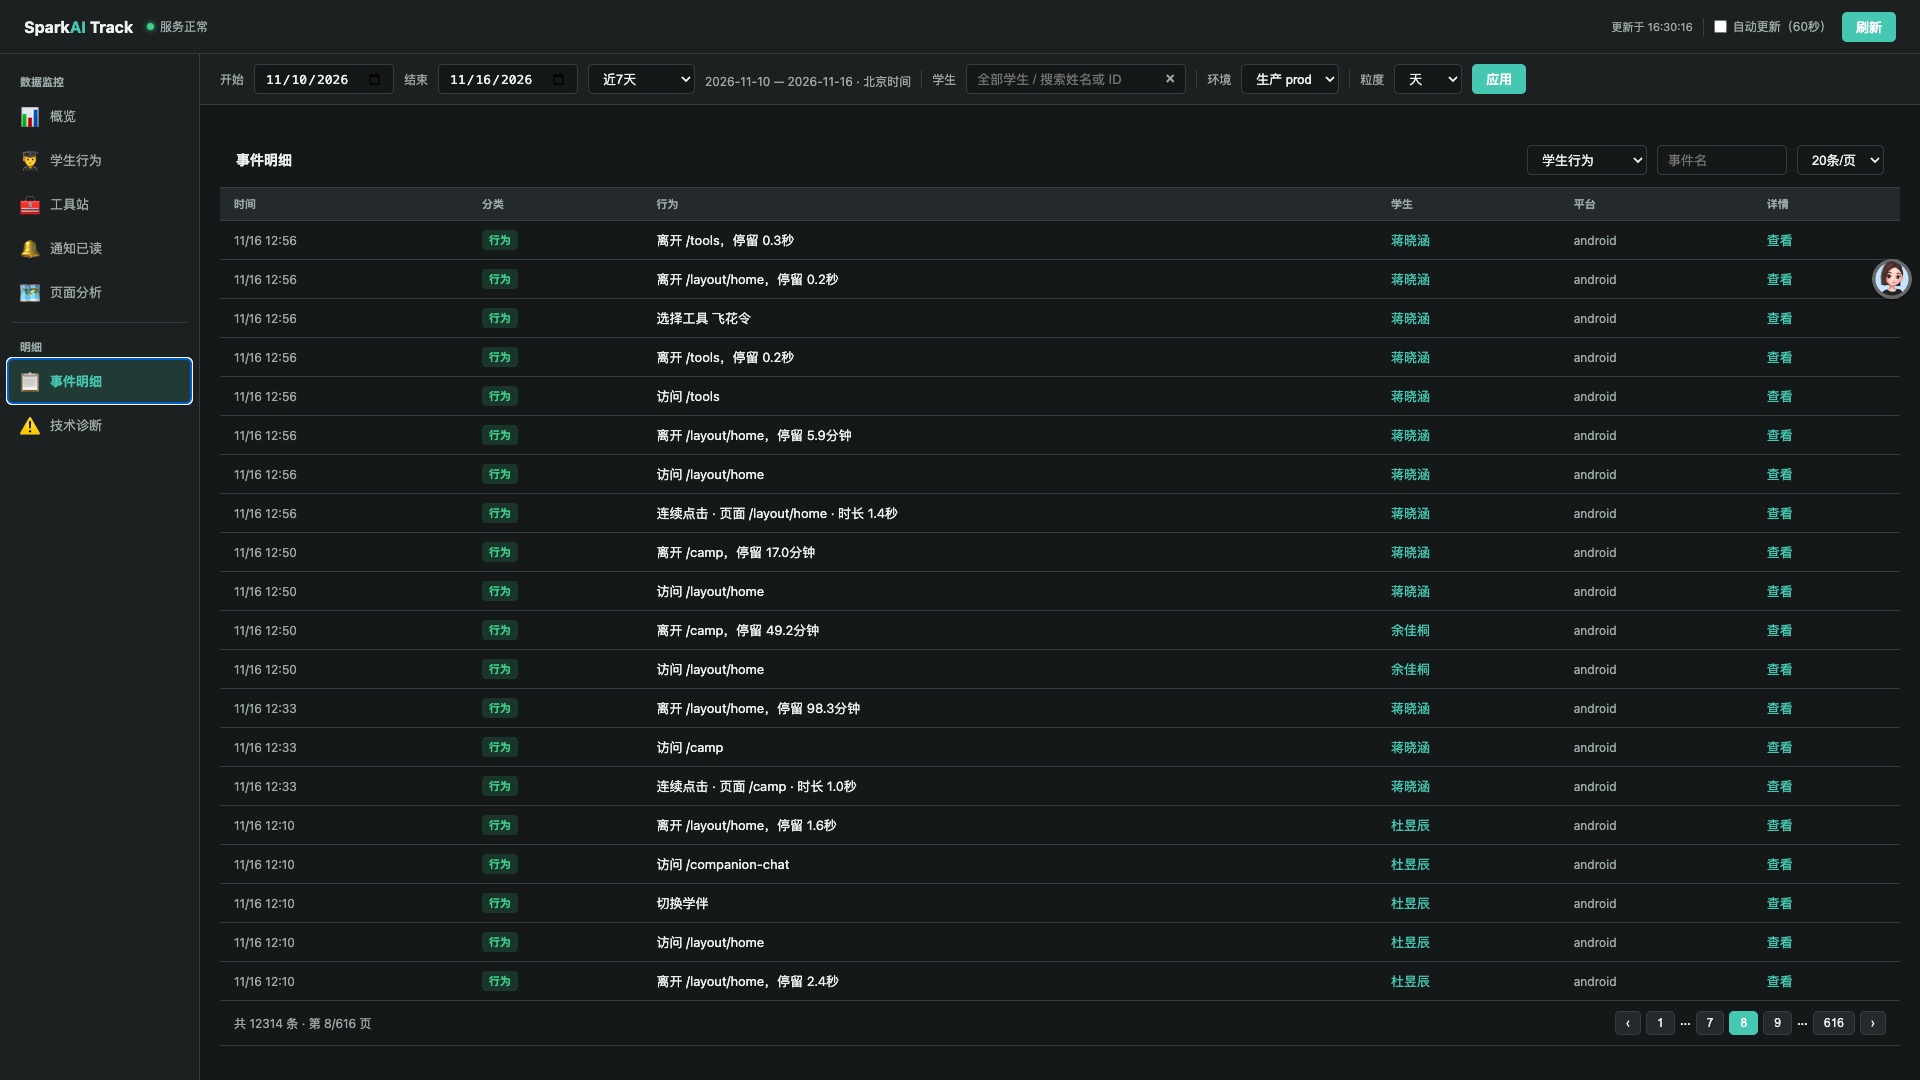 SparkAI Track 服务正常 更新于 16:30:16 自动更新（60秒） 刷新
数据监控
概览
学生行为
工具站
通知已读
页面分析
明细
事件明细
技术诊断
开始 11/10/2026 结束 11/16/2026 近7天 2026-11-10 — 2026-11-16 · 北京时间 学生 全部学生 / 搜索姓名或 ID × 环境 生产 prod 粒度 天 应用
事件明细 学生行为 事件名 20条/页
时间 分类 行为 学生 平台 详情
11/16 12:56 行为 离开 /tools，停留 0.3秒 蒋晓涵 android 查看
11/16 12:56 行为 离开 /layout/home，停留 0.2秒 蒋晓涵 android 查看
11/16 12:56 行为 选择工具 飞花令 蒋晓涵 android 查看
11/16 12:56 行为 离开 /tools，停留 0.2秒 蒋晓涵 android 查看
11/16 12:56 行为 访问 /tools 蒋晓涵 android 查看
11/16 12:56 行为 离开 /layout/home，停留 5.9分钟 蒋晓涵 android 查看
11/16 12:56 行为 访问 /layout/home 蒋晓涵 android 查看
11/16 12:56 行为 连续点击 · 页面 /layout/home · 时长 1.4秒 蒋晓涵 android 查看
11/16 12:50 行为 离开 /camp，停留 17.0分钟 蒋晓涵 android 查看
11/16 12:50 行为 访问 /layout/home 蒋晓涵 android 查看
11/16 12:50 行为 离开 /camp，停留 49.2分钟 余佳桐 android 查看
11/16 12:50 行为 访问 /layout/home 余佳桐 android 查看
11/16 12:33 行为 离开 /layout/home，停留 98.3分钟 蒋晓涵 android 查看
11/16 12:33 行为 访问 /camp 蒋晓涵 android 查看
11/16 12:33 行为 连续点击 · 页面 /camp · 时长 1.0秒 蒋晓涵 android 查看
11/16 12:10 行为 离开 /layout/home，停留 1.6秒 杜昱辰 android 查看
11/16 12:10 行为 访问 /companion-chat 杜昱辰 android 查看
11/16 12:10 行为 切换学伴 杜昱辰 android 查看
11/16 12:10 行为 访问 /layout/home 杜昱辰 android 查看
11/16 12:10 行为 离开 /layout/home，停留 2.4秒 杜昱辰 android 查看
共 12314 条 · 第 8/616 页 ‹ 1 ··· 7 8 9 ··· 616 ›